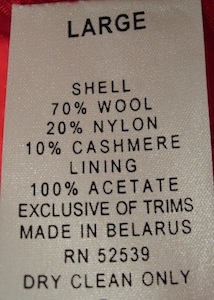 LARGE
SHELL
70% WOOL
20% NYLON
10% CASHMERE
LINING
100% ACETATE
EXCLUSIVE OF TRIMS
MADE IN BELARUS
RN 52539
DRY CLEAN ONLY